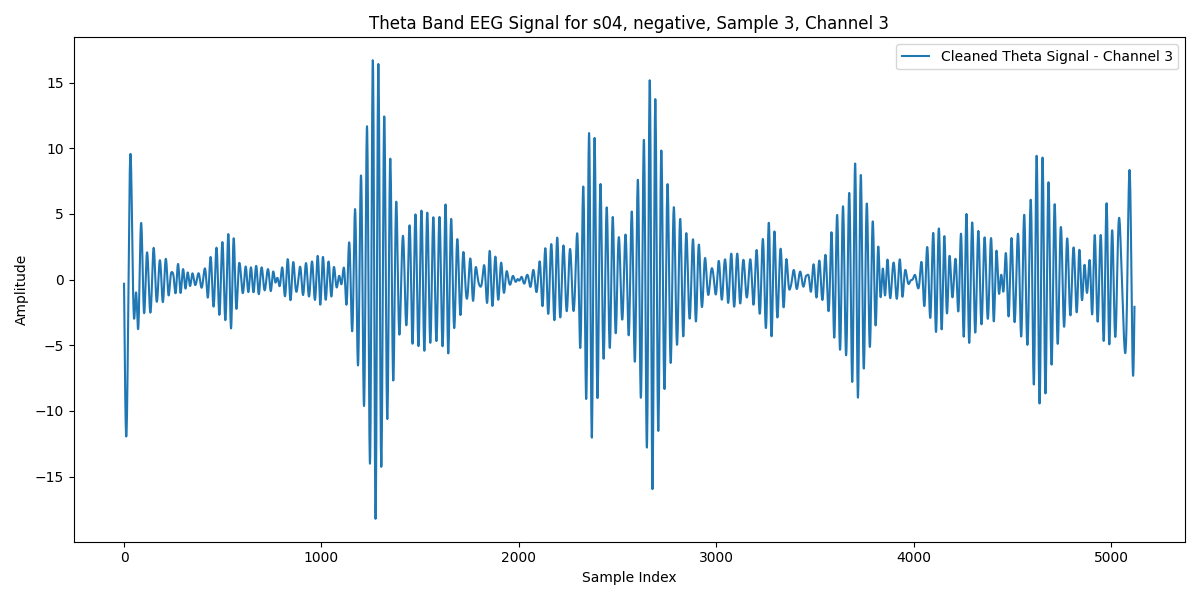 Theta Band EEG Signal for s04, negative, Sample 3, Channel 3
Cleaned Theta Signal - Channel 3
Amplitude
15
10
5
0
−5
−10
−15
0 1000 2000 3000 4000 5000
Sample Index